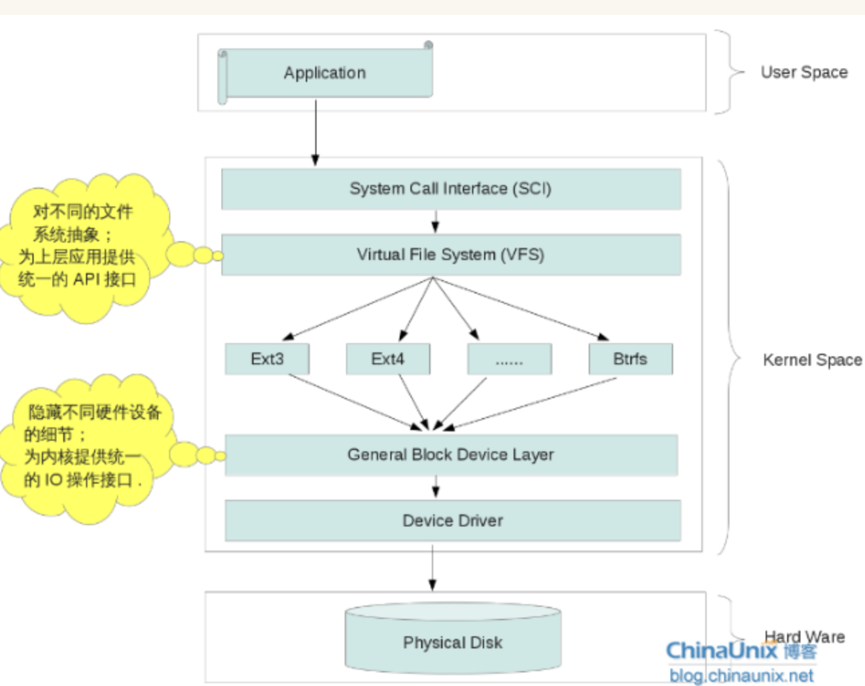 Application
User Space
System Call Interface (SCI)
对不同的文件
系统抽象；
为上层应用提供
统一的 API 接口
Virtual File System (VFS)
Ext3
Ext4
......
Btrfs
Kernel Space
隐藏不同硬件设备
的细节；
为内核提供统一
的 IO 操作接口 .
General Block Device Layer
Device Driver
Physical Disk
Hard Ware
ChinaUnix 博客
blog.chinaunix.net